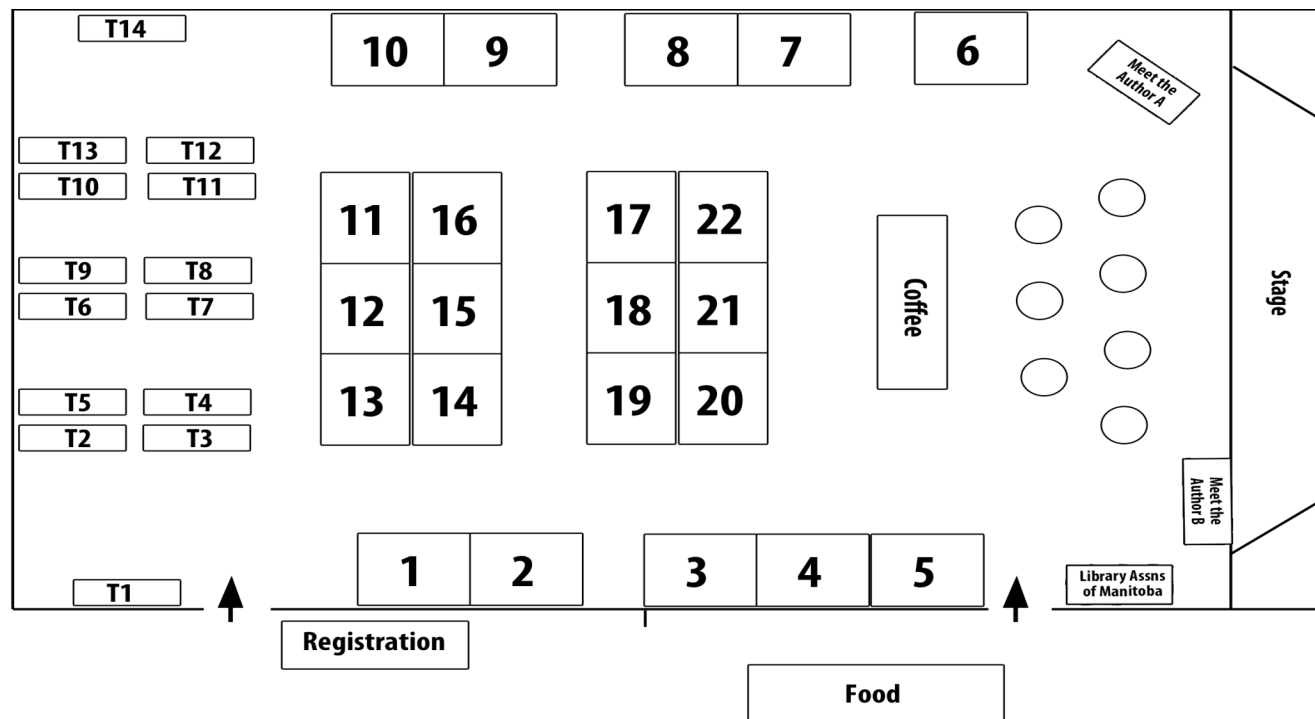 T14
10 9 8 7 6
Meet the
Author A
T13 T12
T10 T11
11 16 17 22
T9 T8
T6 T7
12 15 18 21
Coffee
Stage
T5 T4
T2 T3
13 14 19 20
Meet the
Author B
1 2 3 4 5
T1
Library Assns
of Manitoba
Registration
Food